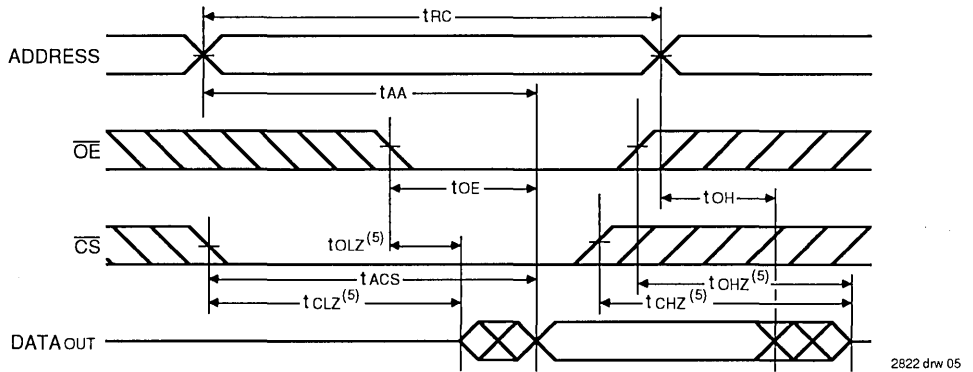 tRC
ADDRESS
tAA
OE
tOE
tOH
tOLZ(5)
CS
tACS
tOHZ(5)
tCLZ(5)
tCHZ(5)
DATAOUT
2822 drw 05